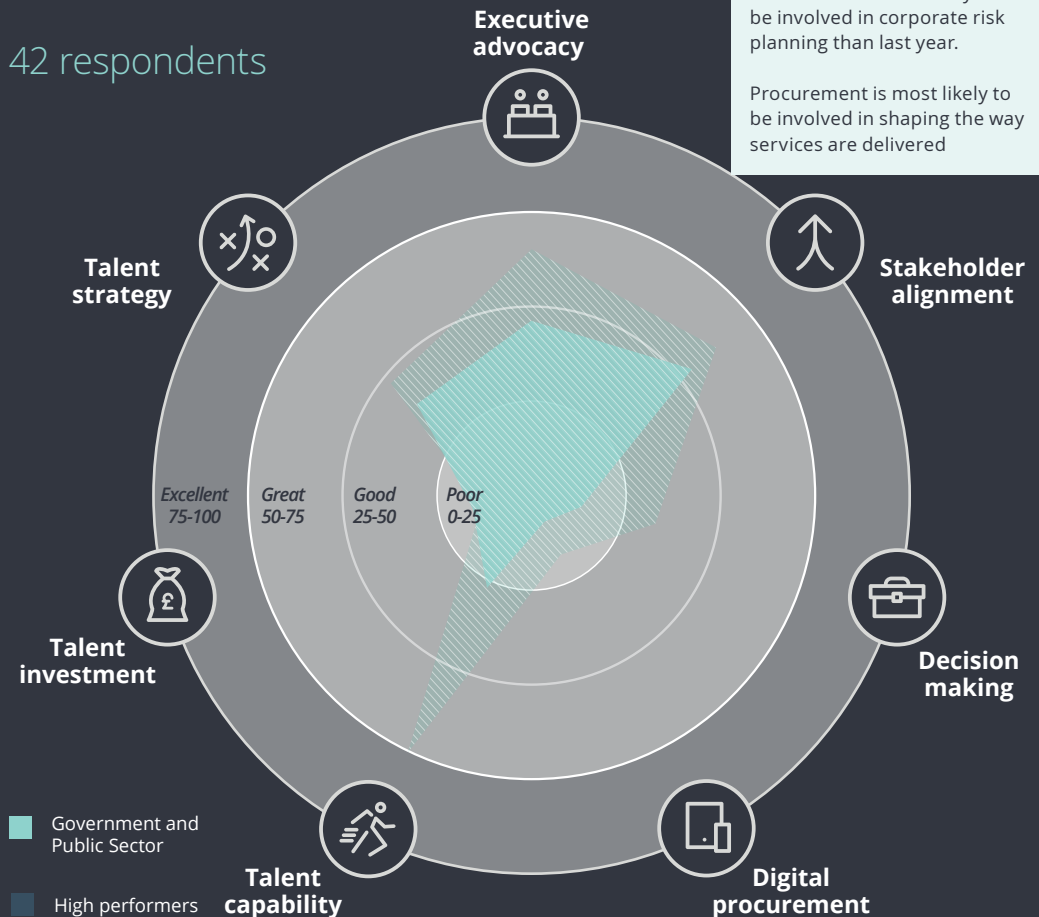 42 respondents
Executive
advocacy
be involved in corporate risk
planning than last year.
Procurement is most likely to
be involved in shaping the way
services are delivered
Talent
strategy
Stakeholder
alignment
Excellent
75-100
Great
50-75
Good
25-50
Poor
0-25
£
Talent
investment
Decision
making
Government and
Public Sector
High performers
Talent
capability
Digital
procurement